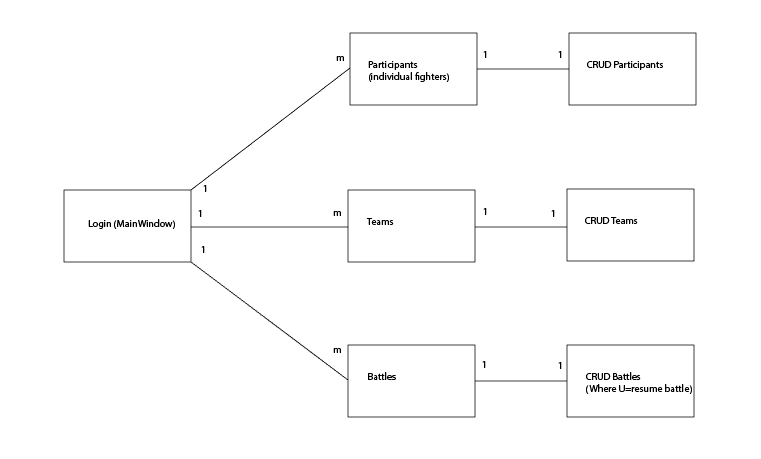 m
Participants
(individual fighters)
1
1
CRUD Participants
Login (MainWindow)
1
1
1
m
Teams
1
1
CRUD Teams
m
Battles
1
1
CRUD Battles
(Where U=resume battle)